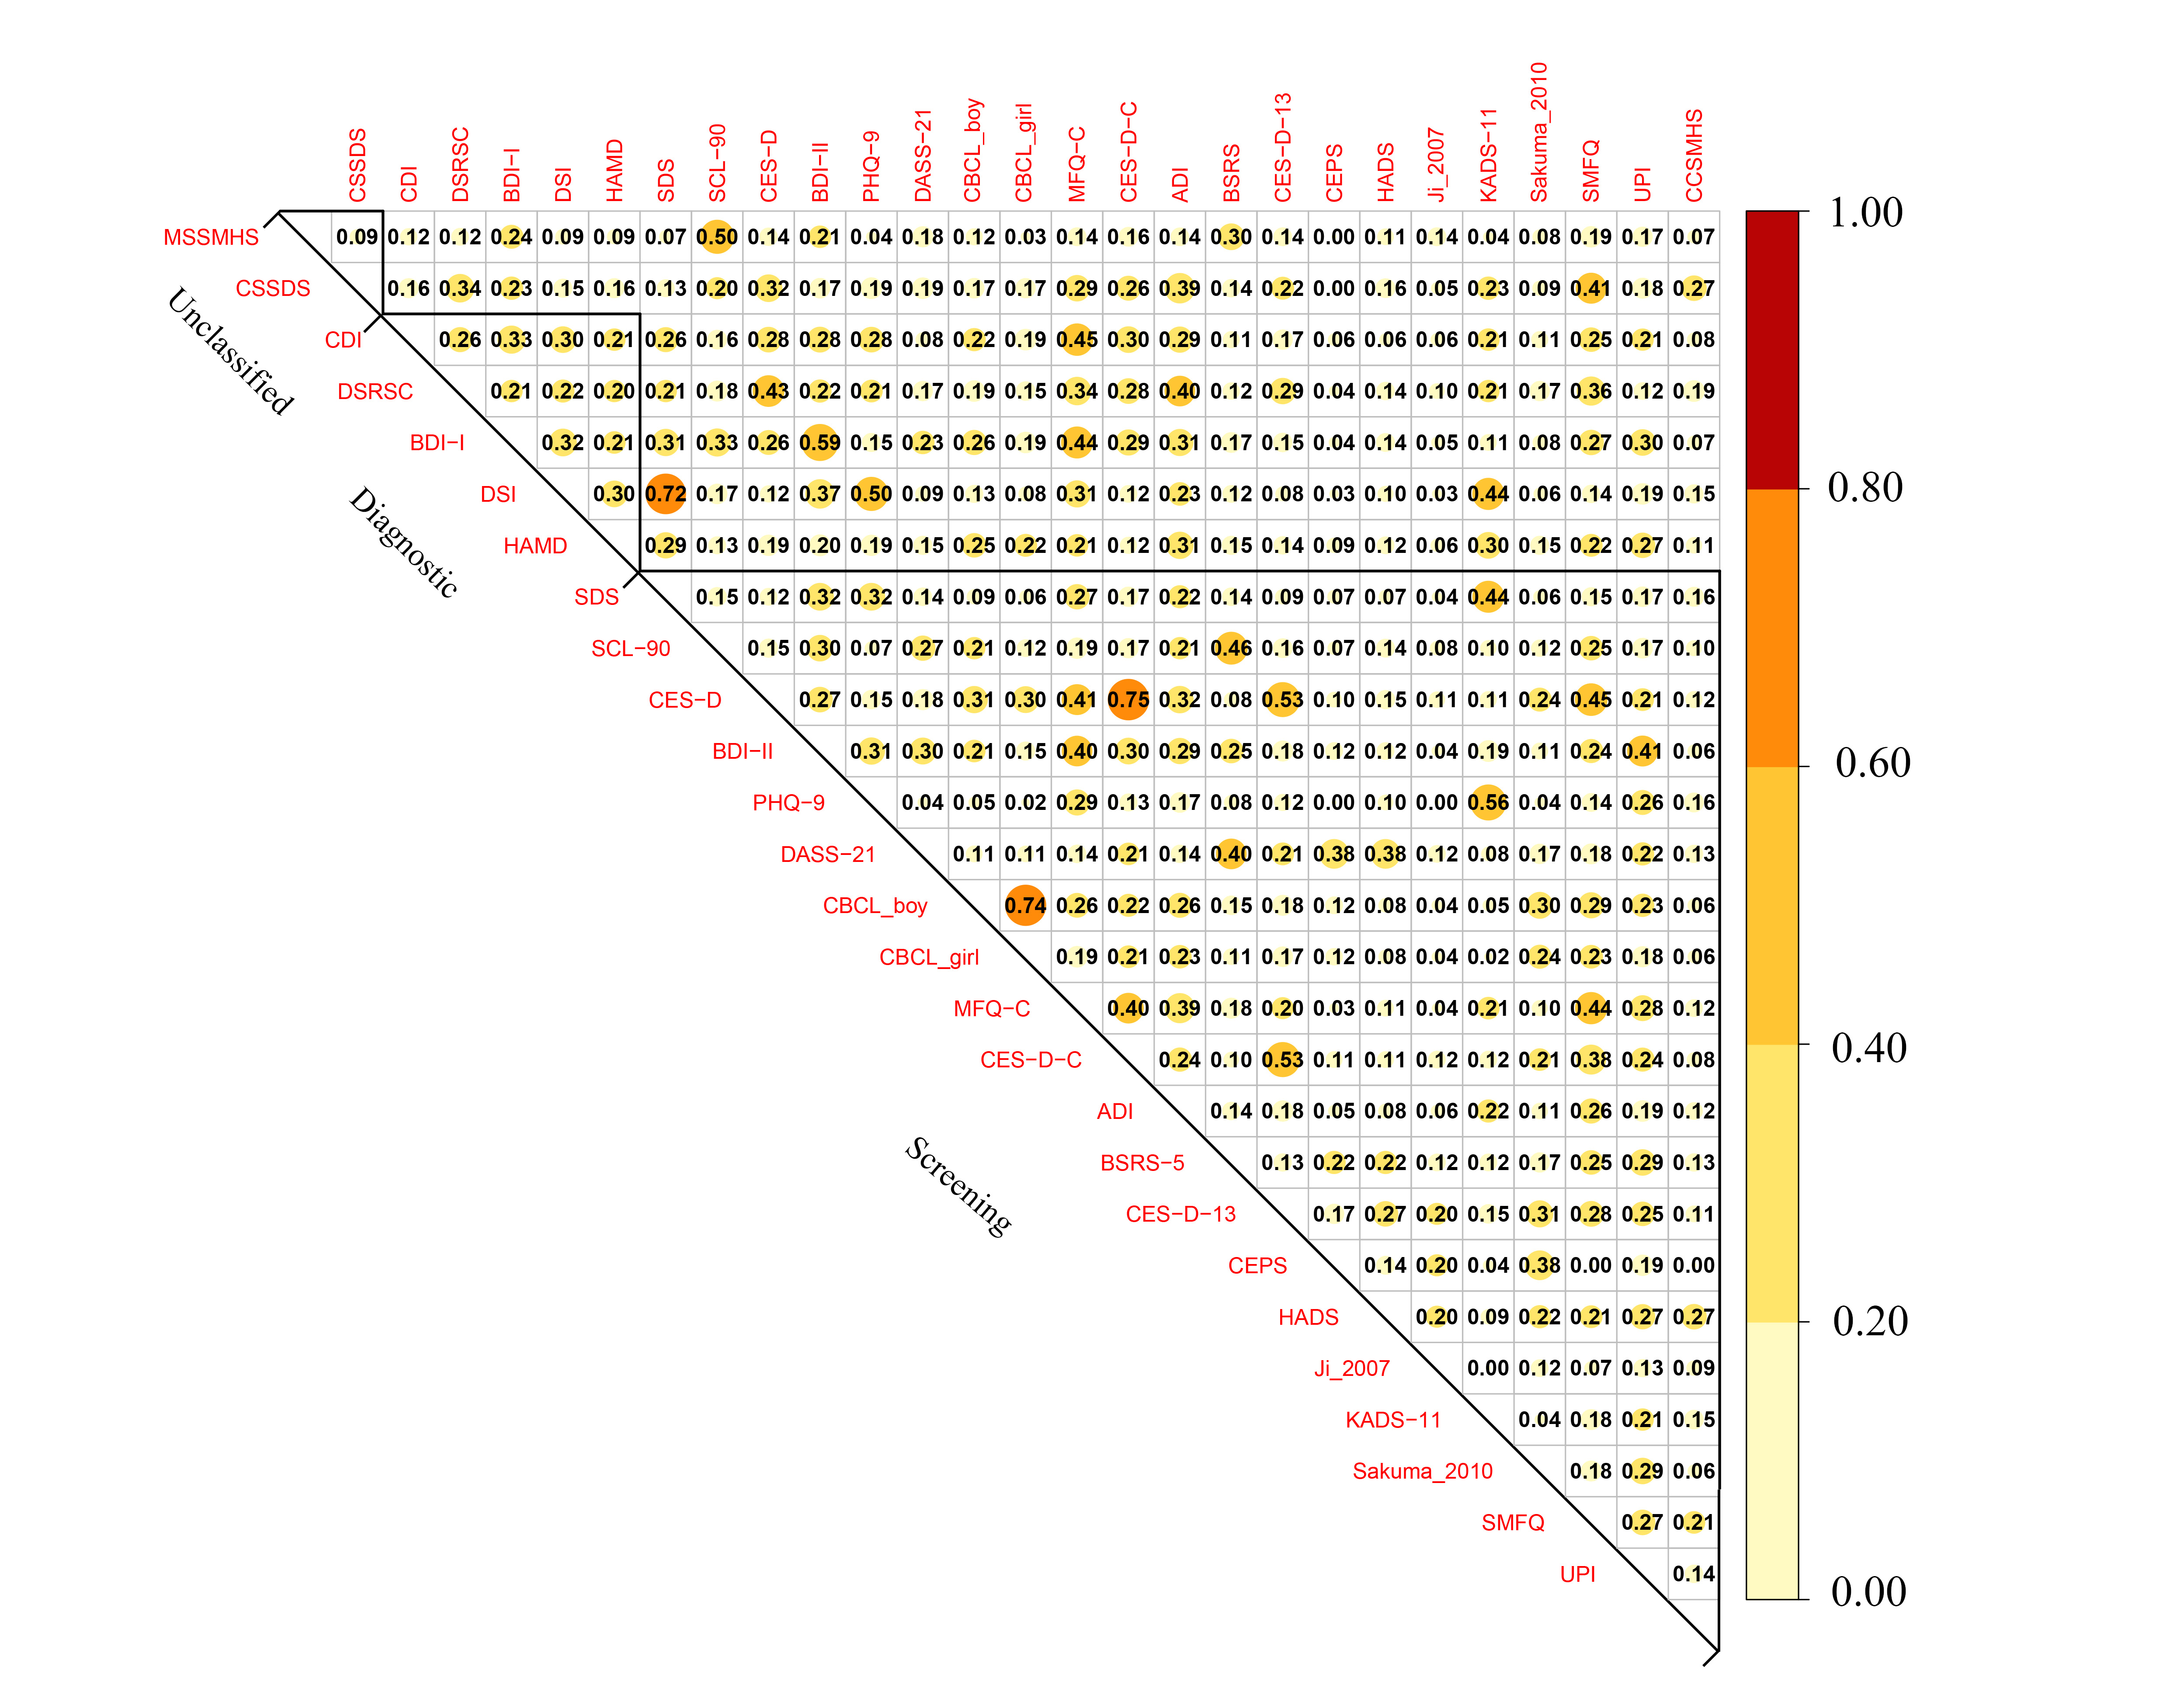 CSSDS CDI DSRSC BDI−I DSI HAMD SDS SCL−90 CES−D BDI−II PHQ−9 DASS−21 CBCL_boy CBCL_girl MFQ−C CES−D−C ADI BSRS CES−D−13 CEPS HADS Ji_2007 KADS−11 Sakuma_2010 SMFQ UPI CCSMHS
MSSMHS 0.09 0.12 0.12 0.24 0.09 0.09 0.07 0.50 0.14 0.21 0.04 0.18 0.12 0.03 0.14 0.16 0.14 0.30 0.14 0.00 0.11 0.14 0.04 0.08 0.19 0.17 0.07
CSSDS 0.16 0.34 0.23 0.15 0.16 0.13 0.20 0.32 0.17 0.19 0.19 0.17 0.17 0.29 0.26 0.39 0.14 0.22 0.00 0.16 0.05 0.23 0.09 0.41 0.18 0.27
CDI 0.26 0.33 0.30 0.21 0.26 0.16 0.28 0.28 0.28 0.08 0.22 0.19 0.45 0.30 0.29 0.11 0.17 0.06 0.06 0.06 0.21 0.11 0.25 0.21 0.08
DSRSC 0.21 0.22 0.20 0.21 0.18 0.43 0.22 0.21 0.17 0.19 0.15 0.34 0.28 0.40 0.12 0.29 0.04 0.14 0.10 0.21 0.17 0.36 0.12 0.19
BDI−I 0.32 0.21 0.31 0.33 0.26 0.59 0.15 0.23 0.26 0.19 0.44 0.29 0.31 0.17 0.15 0.04 0.14 0.05 0.11 0.08 0.27 0.30 0.07
DSI 0.30 0.72 0.17 0.12 0.37 0.50 0.09 0.13 0.08 0.31 0.12 0.23 0.12 0.08 0.03 0.10 0.03 0.44 0.06 0.14 0.19 0.15
HAMD 0.29 0.13 0.19 0.20 0.19 0.15 0.25 0.22 0.21 0.12 0.31 0.15 0.14 0.09 0.12 0.06 0.30 0.15 0.22 0.27 0.11
SDS 0.15 0.12 0.32 0.32 0.14 0.09 0.06 0.27 0.17 0.22 0.14 0.09 0.07 0.07 0.04 0.44 0.06 0.15 0.17 0.16
SCL−90 0.15 0.30 0.07 0.27 0.21 0.12 0.19 0.17 0.21 0.46 0.16 0.07 0.14 0.08 0.10 0.12 0.25 0.17 0.10
CES−D 0.27 0.15 0.18 0.31 0.30 0.41 0.75 0.32 0.08 0.53 0.10 0.15 0.11 0.11 0.24 0.45 0.21 0.12
BDI−II 0.31 0.30 0.21 0.15 0.40 0.30 0.29 0.25 0.18 0.12 0.12 0.04 0.19 0.11 0.24 0.41 0.06
PHQ−9 0.04 0.05 0.02 0.29 0.13 0.17 0.08 0.12 0.00 0.10 0.00 0.56 0.04 0.14 0.26 0.16
DASS−21 0.11 0.11 0.14 0.21 0.14 0.40 0.21 0.38 0.38 0.12 0.08 0.17 0.18 0.22 0.13
CBCL_boy 0.74 0.26 0.22 0.26 0.15 0.18 0.12 0.08 0.04 0.05 0.30 0.29 0.23 0.06
CBCL_girl 0.19 0.21 0.23 0.11 0.17 0.12 0.08 0.04 0.02 0.24 0.23 0.18 0.06
MFQ−C 0.40 0.39 0.18 0.20 0.03 0.11 0.04 0.21 0.10 0.44 0.28 0.12
CES−D−C 0.24 0.10 0.53 0.11 0.11 0.12 0.12 0.21 0.38 0.24 0.08
ADI 0.14 0.18 0.05 0.08 0.06 0.22 0.11 0.26 0.19 0.12
BSRS−5 0.13 0.22 0.22 0.12 0.12 0.17 0.25 0.29 0.13
CES−D−13 0.17 0.27 0.20 0.15 0.31 0.28 0.25 0.11
CEPS 0.14 0.20 0.04 0.38 0.00 0.19 0.00
HADS 0.20 0.09 0.22 0.21 0.27 0.27
Ji_2007 0.00 0.12 0.07 0.13 0.09
KADS−11 0.04 0.18 0.21 0.15
Sakuma_2010 0.18 0.29 0.06
SMFQ 0.27 0.21
UPI 0.14
Unclassified
Diagnostic
Screening
1.00
0.80
0.60
0.40
0.20
0.00